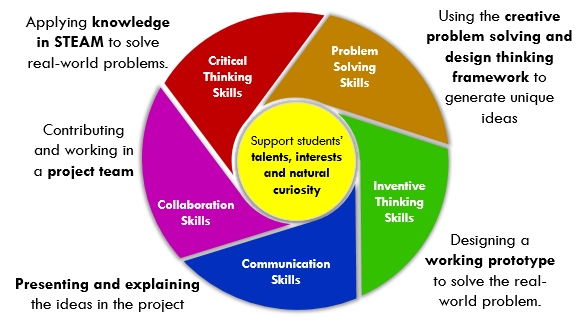 Applying knowledge
in STEAM to solve
real-world problems.
Using the creative
problem solving and
design thinking
framework to
generate unique
ideas
Critical
Thinking
Skills
Problem
Solving
Skills
Contributing
and working in
a project team
Support students'
talents, interests
and natural
curiosity
Collaboration
Skills
Inventive
Thinking
Skills
Communication
Skills
Designing a
working prototype
to solve the real-
world problem.
Presenting and explaining
the ideas in the project